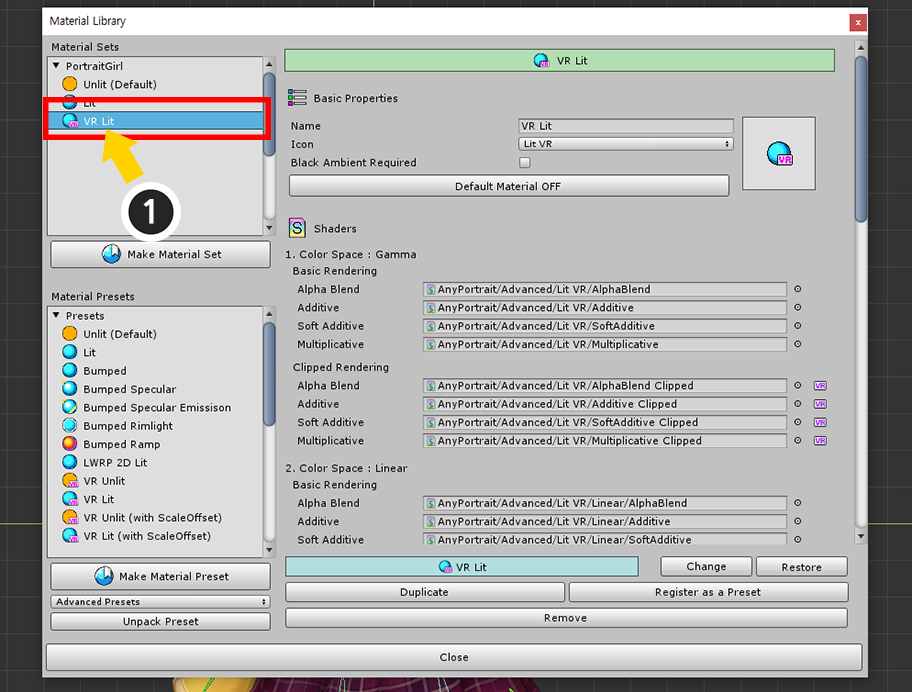 Material Library
x
Material Sets
PortraitGirl
Unlit (Default)
Lit
VR Lit
1
Make Material Set
Material Presets
Presets
Unlit (Default)
Lit
Bumped
Bumped Specular
Bumped Specular Emissison
Bumped Rimlight
Bumped Ramp
LWRP 2D Lit
VR Unlit
VR Lit
VR Unlit (with ScaleOffset)
VR Lit (with ScaleOffset)
Make Material Preset
Advanced Presets
Unpack Preset
VR Lit
Basic Properties
Name VR Lit
Icon Lit VR
Black Ambient Required
VR
Default Material OFF
S Shaders
1. Color Space : Gamma
Basic Rendering
Alpha Blend AnyPortrait/Advanced/Lit VR/AlphaBlend
Additive AnyPortrait/Advanced/Lit VR/Additive
Soft Additive AnyPortrait/Advanced/Lit VR/SoftAdditive
Multiplicative AnyPortrait/Advanced/Lit VR/Multiplicative
Clipped Rendering
Alpha Blend AnyPortrait/Advanced/Lit VR/AlphaBlend Clipped VR
Additive AnyPortrait/Advanced/Lit VR/Additive Clipped VR
Soft Additive AnyPortrait/Advanced/Lit VR/SoftAdditive Clipped VR
Multiplicative AnyPortrait/Advanced/Lit VR/Multiplicative Clipped VR
2. Color Space : Linear
Basic Rendering
Alpha Blend AnyPortrait/Advanced/Lit VR/Linear/AlphaBlend
Additive AnyPortrait/Advanced/Lit VR/Linear/Additive
Soft Additive AnyPortrait/Advanced/Lit VR/Linear/SoftAdditive
VR Lit Change Restore
Duplicate Register as a Preset
Remove
Close